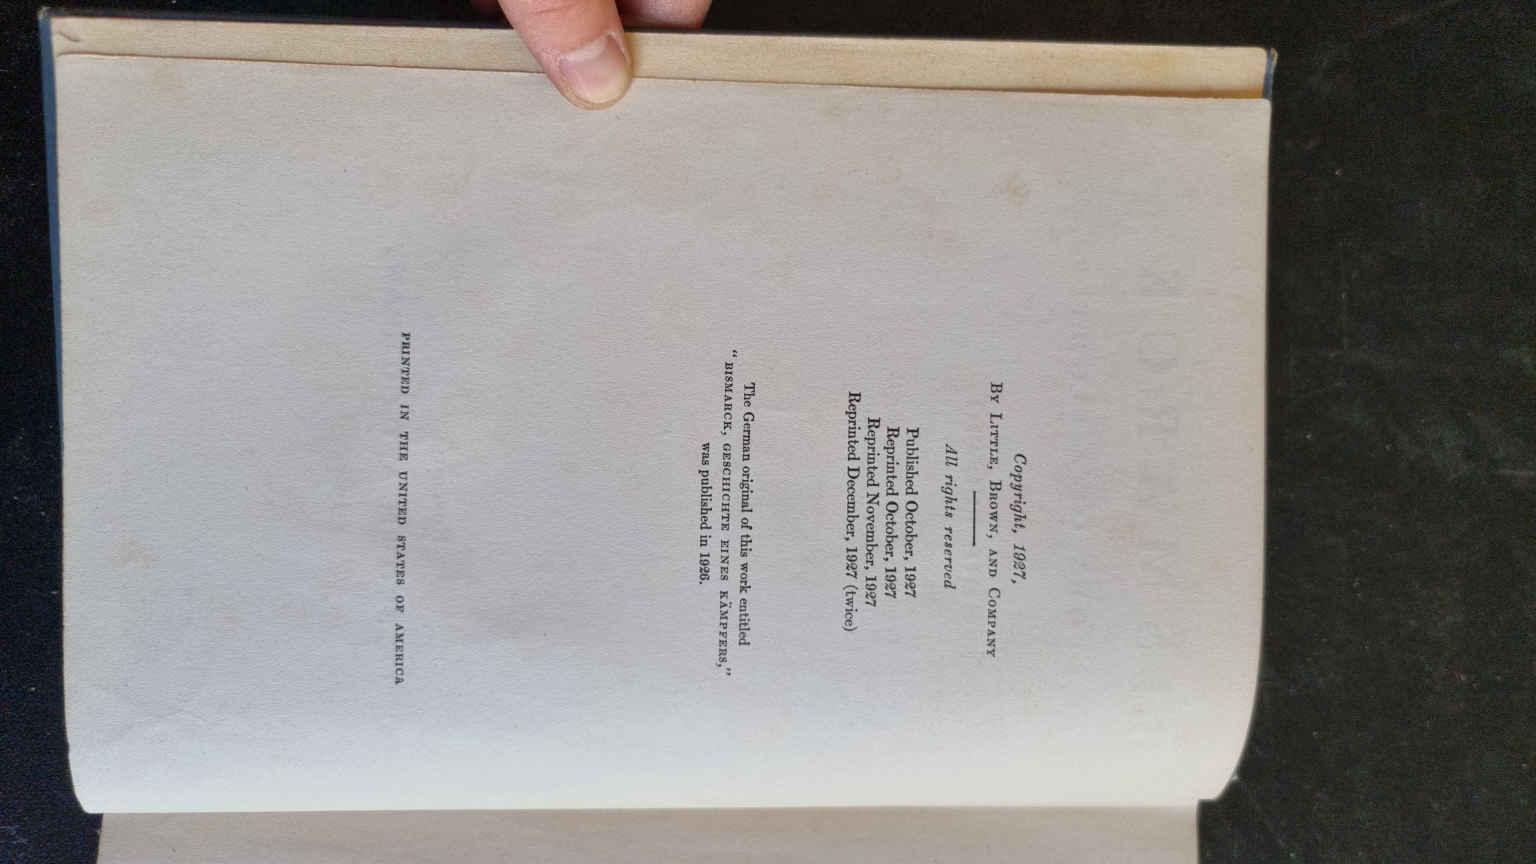 Copyright, 1927,
By Little, Brown, and Company
All rights reserved
Published October, 1927
Reprinted October, 1927
Reprinted November, 1927
Reprinted December, 1927 (twice)
The German original of this work entitled
“BISMARCK, GESCHICHTE EINES KÄMPFERS,”
was published in 1926.
PRINTED IN THE UNITED STATES OF AMERICA